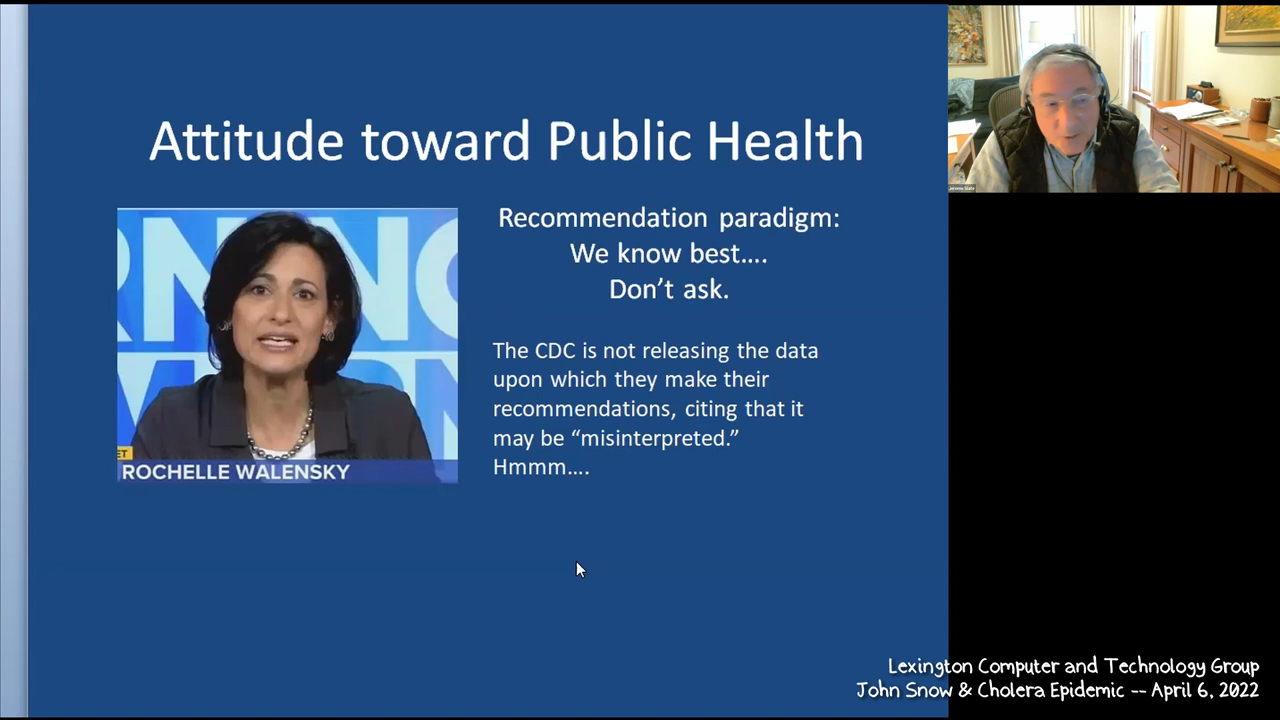 Attitude toward Public Health
Recommendation paradigm:
We know best....
Don't ask.
The CDC is not releasing the data
upon which they make their
recommendations, citing that it
may be “misinterpreted.”
Hmmm....
ET
ROCHELLE WALENSKY
Lexington Computer and Technology Group
John Snow & Cholera Epidemic -- April 6, 2022